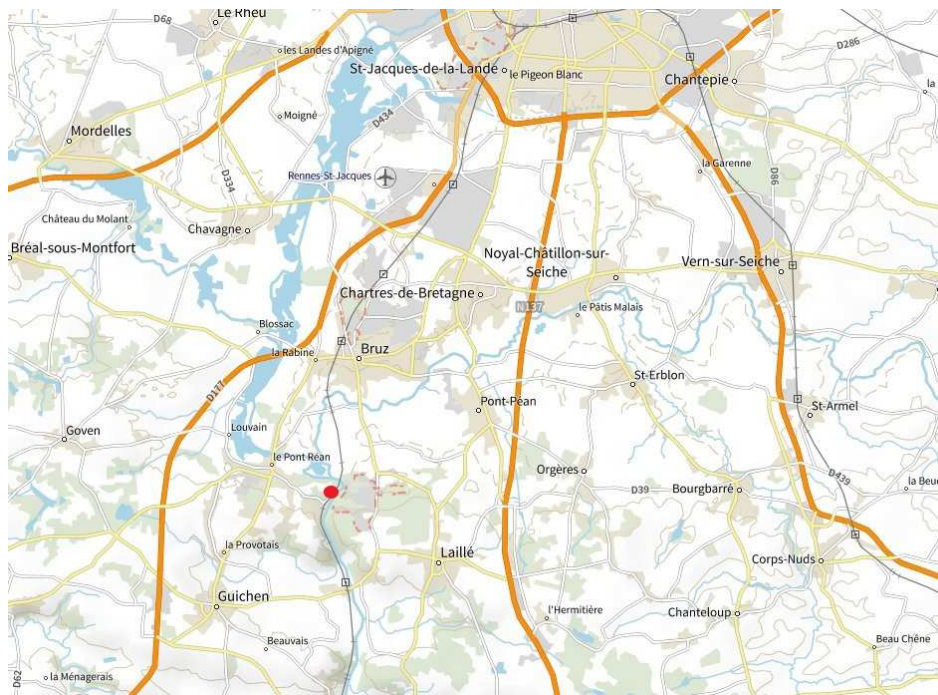 D68
Le Rheu
les Landes d'Apigné
D286
St-Jacques-de-la-Lande
le Pigeon Blanc
Chantepie
la
Moigné
D434
Mordelles
la Garenne
D334
Rennes-St-Jacques
D86
Château du Molant
Chavagne
Bréal-sous-Montfort
Noyal-Châtillon-sur-
Seiche
Vern-sur-Seiche
Chartres-de-Bretagne
N137
le Pâtis Malais
Blossac
la Rabine
Bruz
D177
St-Erblon
Pont-Péan
St-Armel
Louvain
Goven
le Pont Réan
Orgères
D439
D39
Bourgbarré
la Beu
la Provotais
Laillé
Corps-Nuds
Guichen
l'Hermitière
Chanteloup
Beauvais
Beau Chêne
D62
la Ménagerais